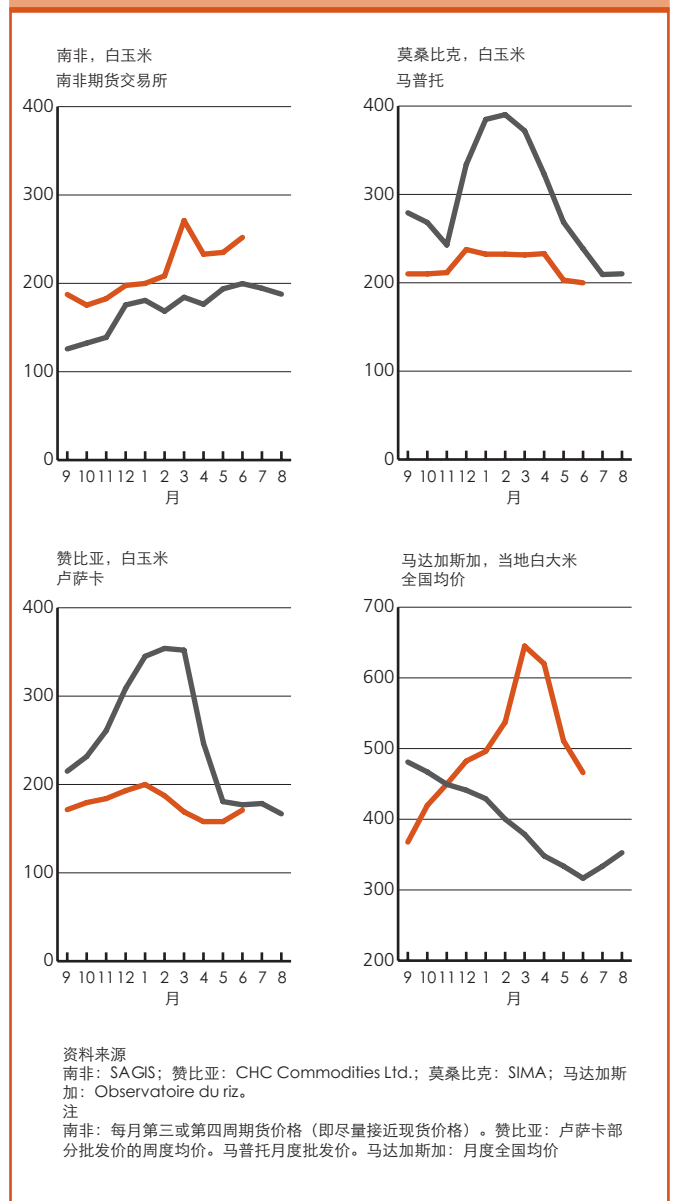 南非，白玉米
南非期货交易所
400
300
200
100
0
9 10 11 12 1 2 3 4 5 6 7 8
月
莫桑比克，白玉米
马普托
400
300
200
100
0
9 10 11 12 1 2 3 4 5 6 7 8
月
赞比亚，白玉米
卢萨卡
400
300
200
100
0
9 10 11 12 1 2 3 4 5 6 7 8
月
马达加斯加，当地白大米
全国均价
700
600
500
400
300
200
9 10 11 12 1 2 3 4 5 6 7 8
月
资料来源
南非：SAGIS；赞比亚：CHC Commodities Ltd.；莫桑比克：SIMA；马达加斯
加：Observatoire du riz。
注
南非：每月第三或第四周期货价格（即尽量接近现货价格）。赞比亚：卢萨卡部
分批发价的周度均价。马普托月度批发价。马达加斯加：月度全国均价